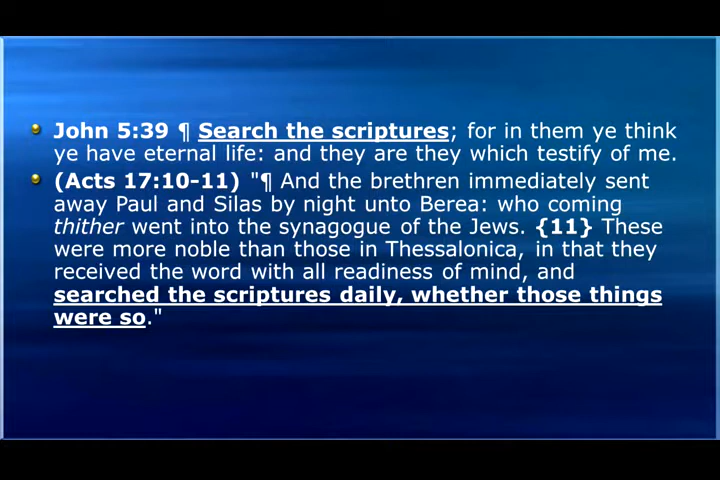 John 5:39 ¶ Search the scriptures; for in them ye think
ye have eternal life: and they are they which testify of me.
(Acts 17:10-11) "¶ And the brethren immediately sent
away Paul and Silas by night unto Berea: who coming
thither went into the synagogue of the Jews. {11} These
were more noble than those in Thessalonica, in that they
received the word with all readiness of mind, and
searched the scriptures daily, whether those things
were so."